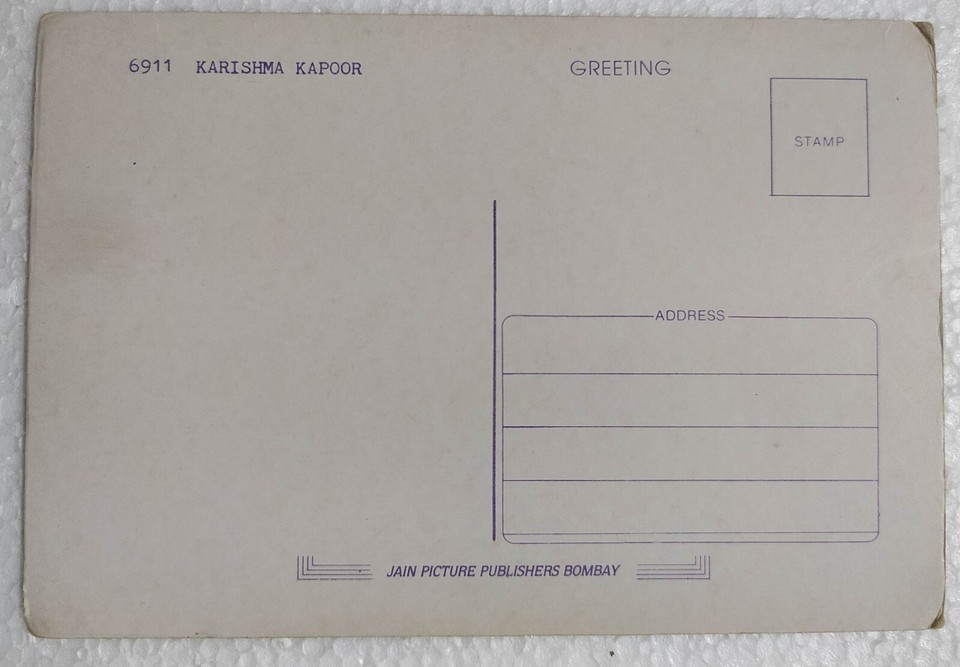 6911 KARISHMA KAPOOR
GREETING
STAMP
ADDRESS
JAIN PICTURE PUBLISHERS BOMBAY